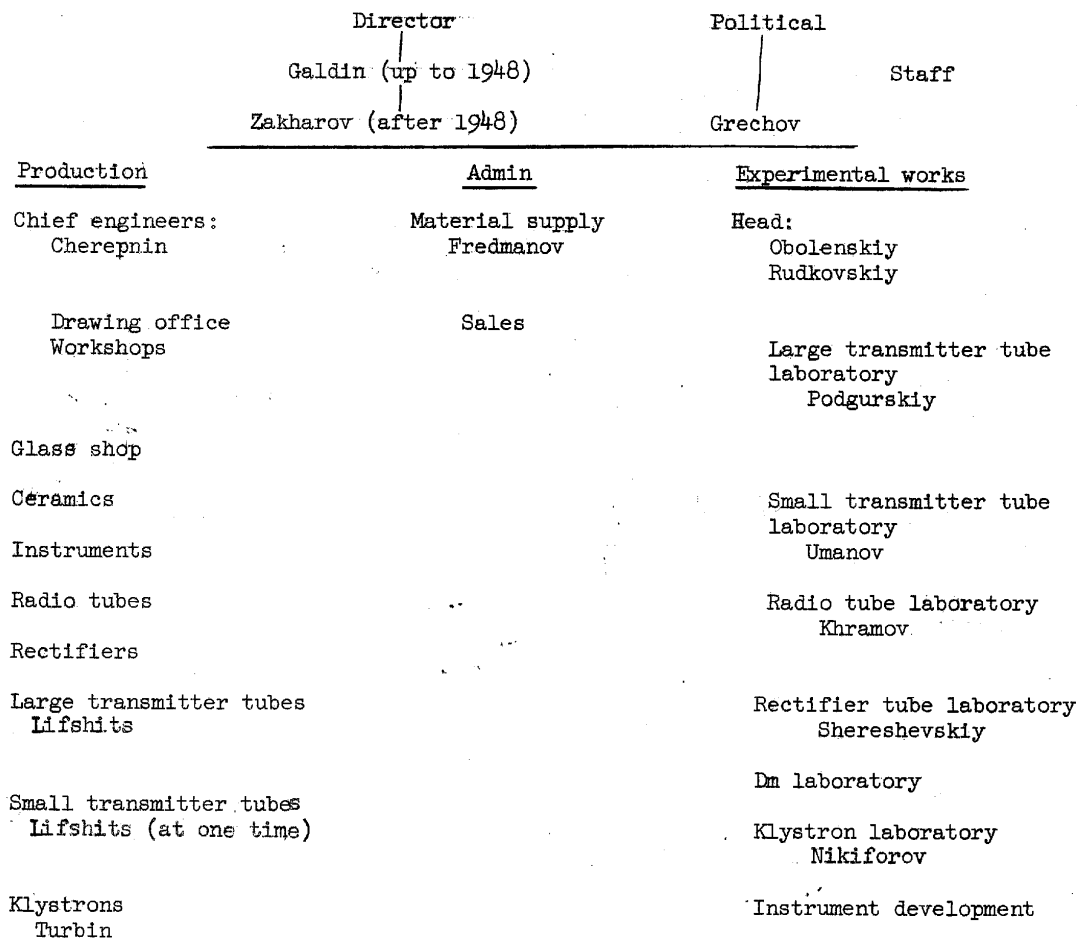 Director
Political
Galdin (up to 1948)
Staff
Zakharov (after 1948)
Grechov
Production
Admin
Experimental works
Chief engineers:
Cherepnin
Material supply
Fredmanov
Head:
Obolenskiy
Rudkovskiy
Drawing office
Workshops
Sales
Large transmitter tube
laboratory
Podgurskiy
Glass shop
Ceramics
Small transmitter tube
laboratory
Umanov
Instruments
Radio tubes
Radio tube laboratory
Khramov
Rectifiers
Large transmitter tubes
Lifshits
Rectifier tube laboratory
Shereshevskiy
Dm laboratory
Small transmitter tubes
Lifshits (at one time)
Klystron laboratory
Nikiforov
Klystrons
Turbin
Instrument development